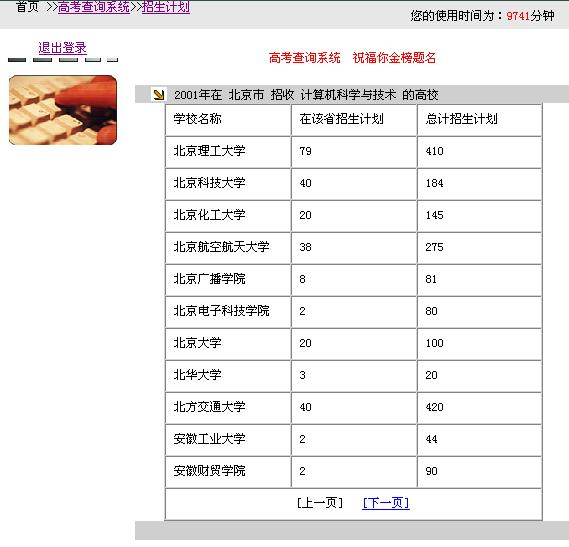 首页 >>高考查询系统>>招生计划
您的使用时间为：9741分钟
退出登录
高考查询系统 祝福你金榜题名
2001年在 北京市 招收 计算机科学与技术 的高校
学校名称 在该省招生计划 总计招生计划
北京理工大学 79 410
北京科技大学 40 184
北京化工大学 20 145
北京航空航天大学 38 275
北京广播学院 8 81
北京电子科技学院 2 80
北京大学 20 100
北华大学 3 20
北方交通大学 40 420
安徽工业大学 2 44
安徽财贸学院 2 90
[上一页] [下一页]